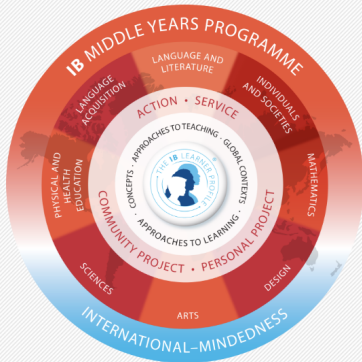 IB MIDDLE YEARS PROGRAMME
LANGUAGE AND
LITERATURE
INDIVIDUALS
AND SOCIETIES
MATHEMATICS
DESIGN
ARTS
SCIENCES
PHYSICAL AND
HEALTH
EDUCATION
LANGUAGE
ACQUISITION
ACTION • SERVICE
COMMUNITY PROJECT • PERSONAL PROJECT
APPROACHES TO TEACHING · GLOBAL CONTEXTS
· APPROACHES TO LEARNING ·
CONCEPTS ·
THE IB LEARNER PROFILE
INTERNATIONAL–MINDEDNESS